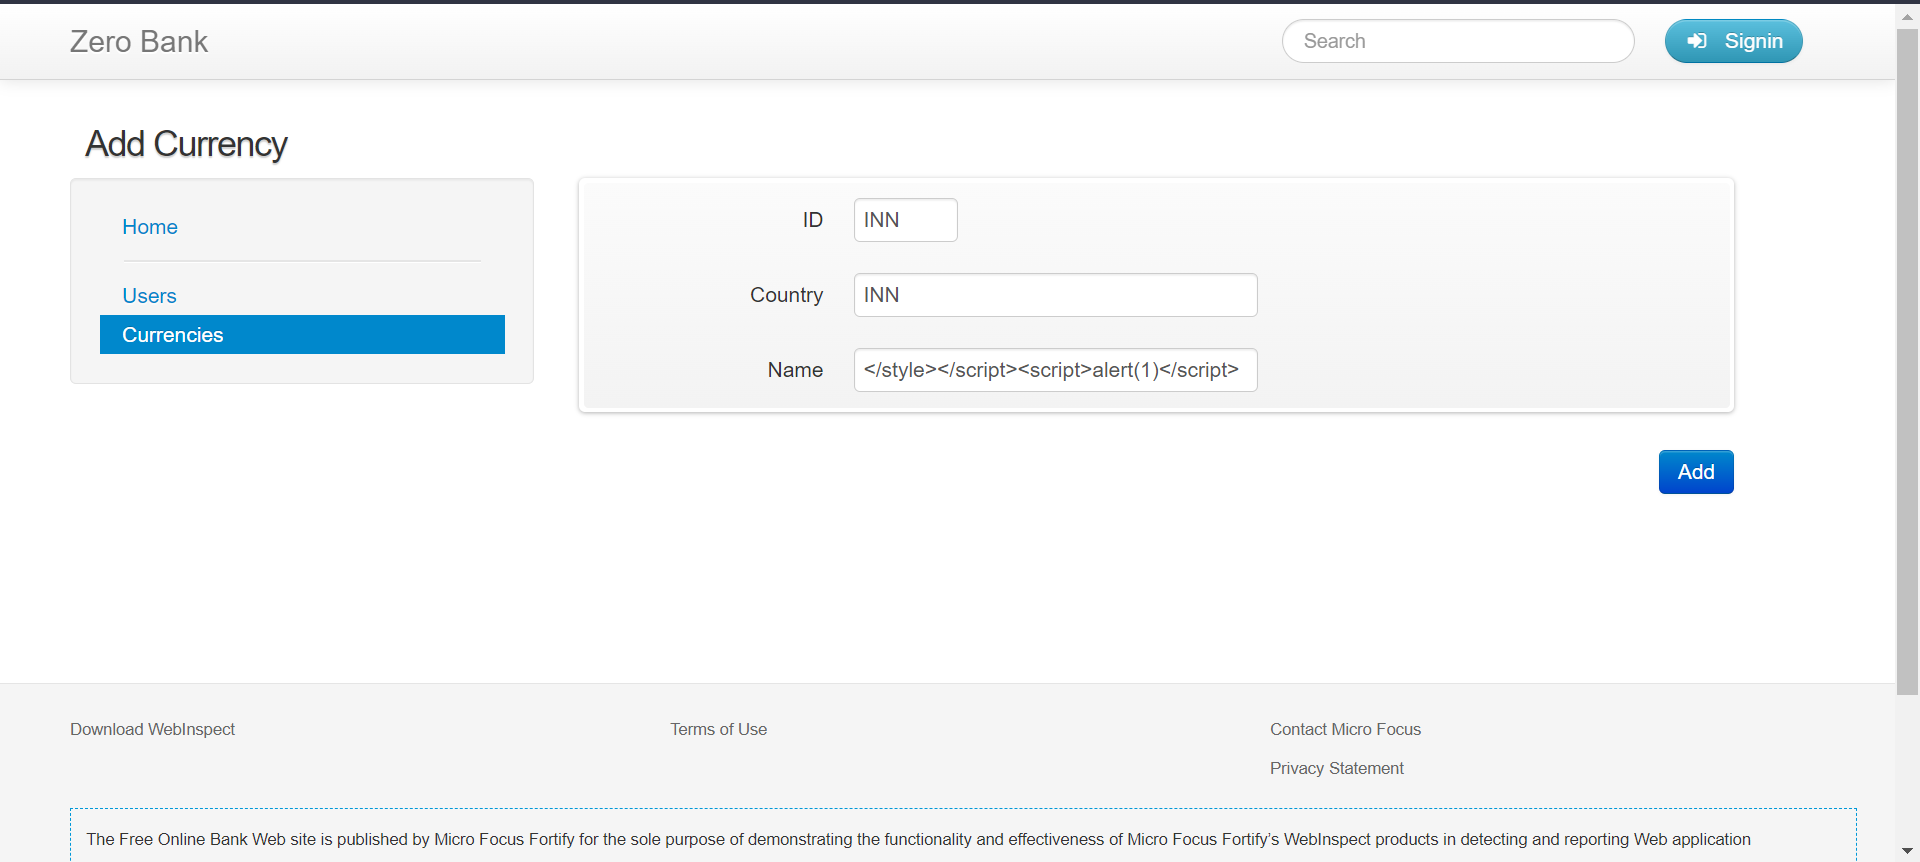 Zero Bank
Search
Signin
Add Currency
Home
Users
Currencies
ID
INN
Country
INN
Name
</style></script><script>alert(1)</script>
Add
Download WebInspect
Terms of Use
Contact Micro Focus
Privacy Statement
The Free Online Bank Web site is published by Micro Focus Fortify for the sole purpose of demonstrating the functionality and effectiveness of Micro Focus Fortify’s WebInspect products in detecting and reporting Web application